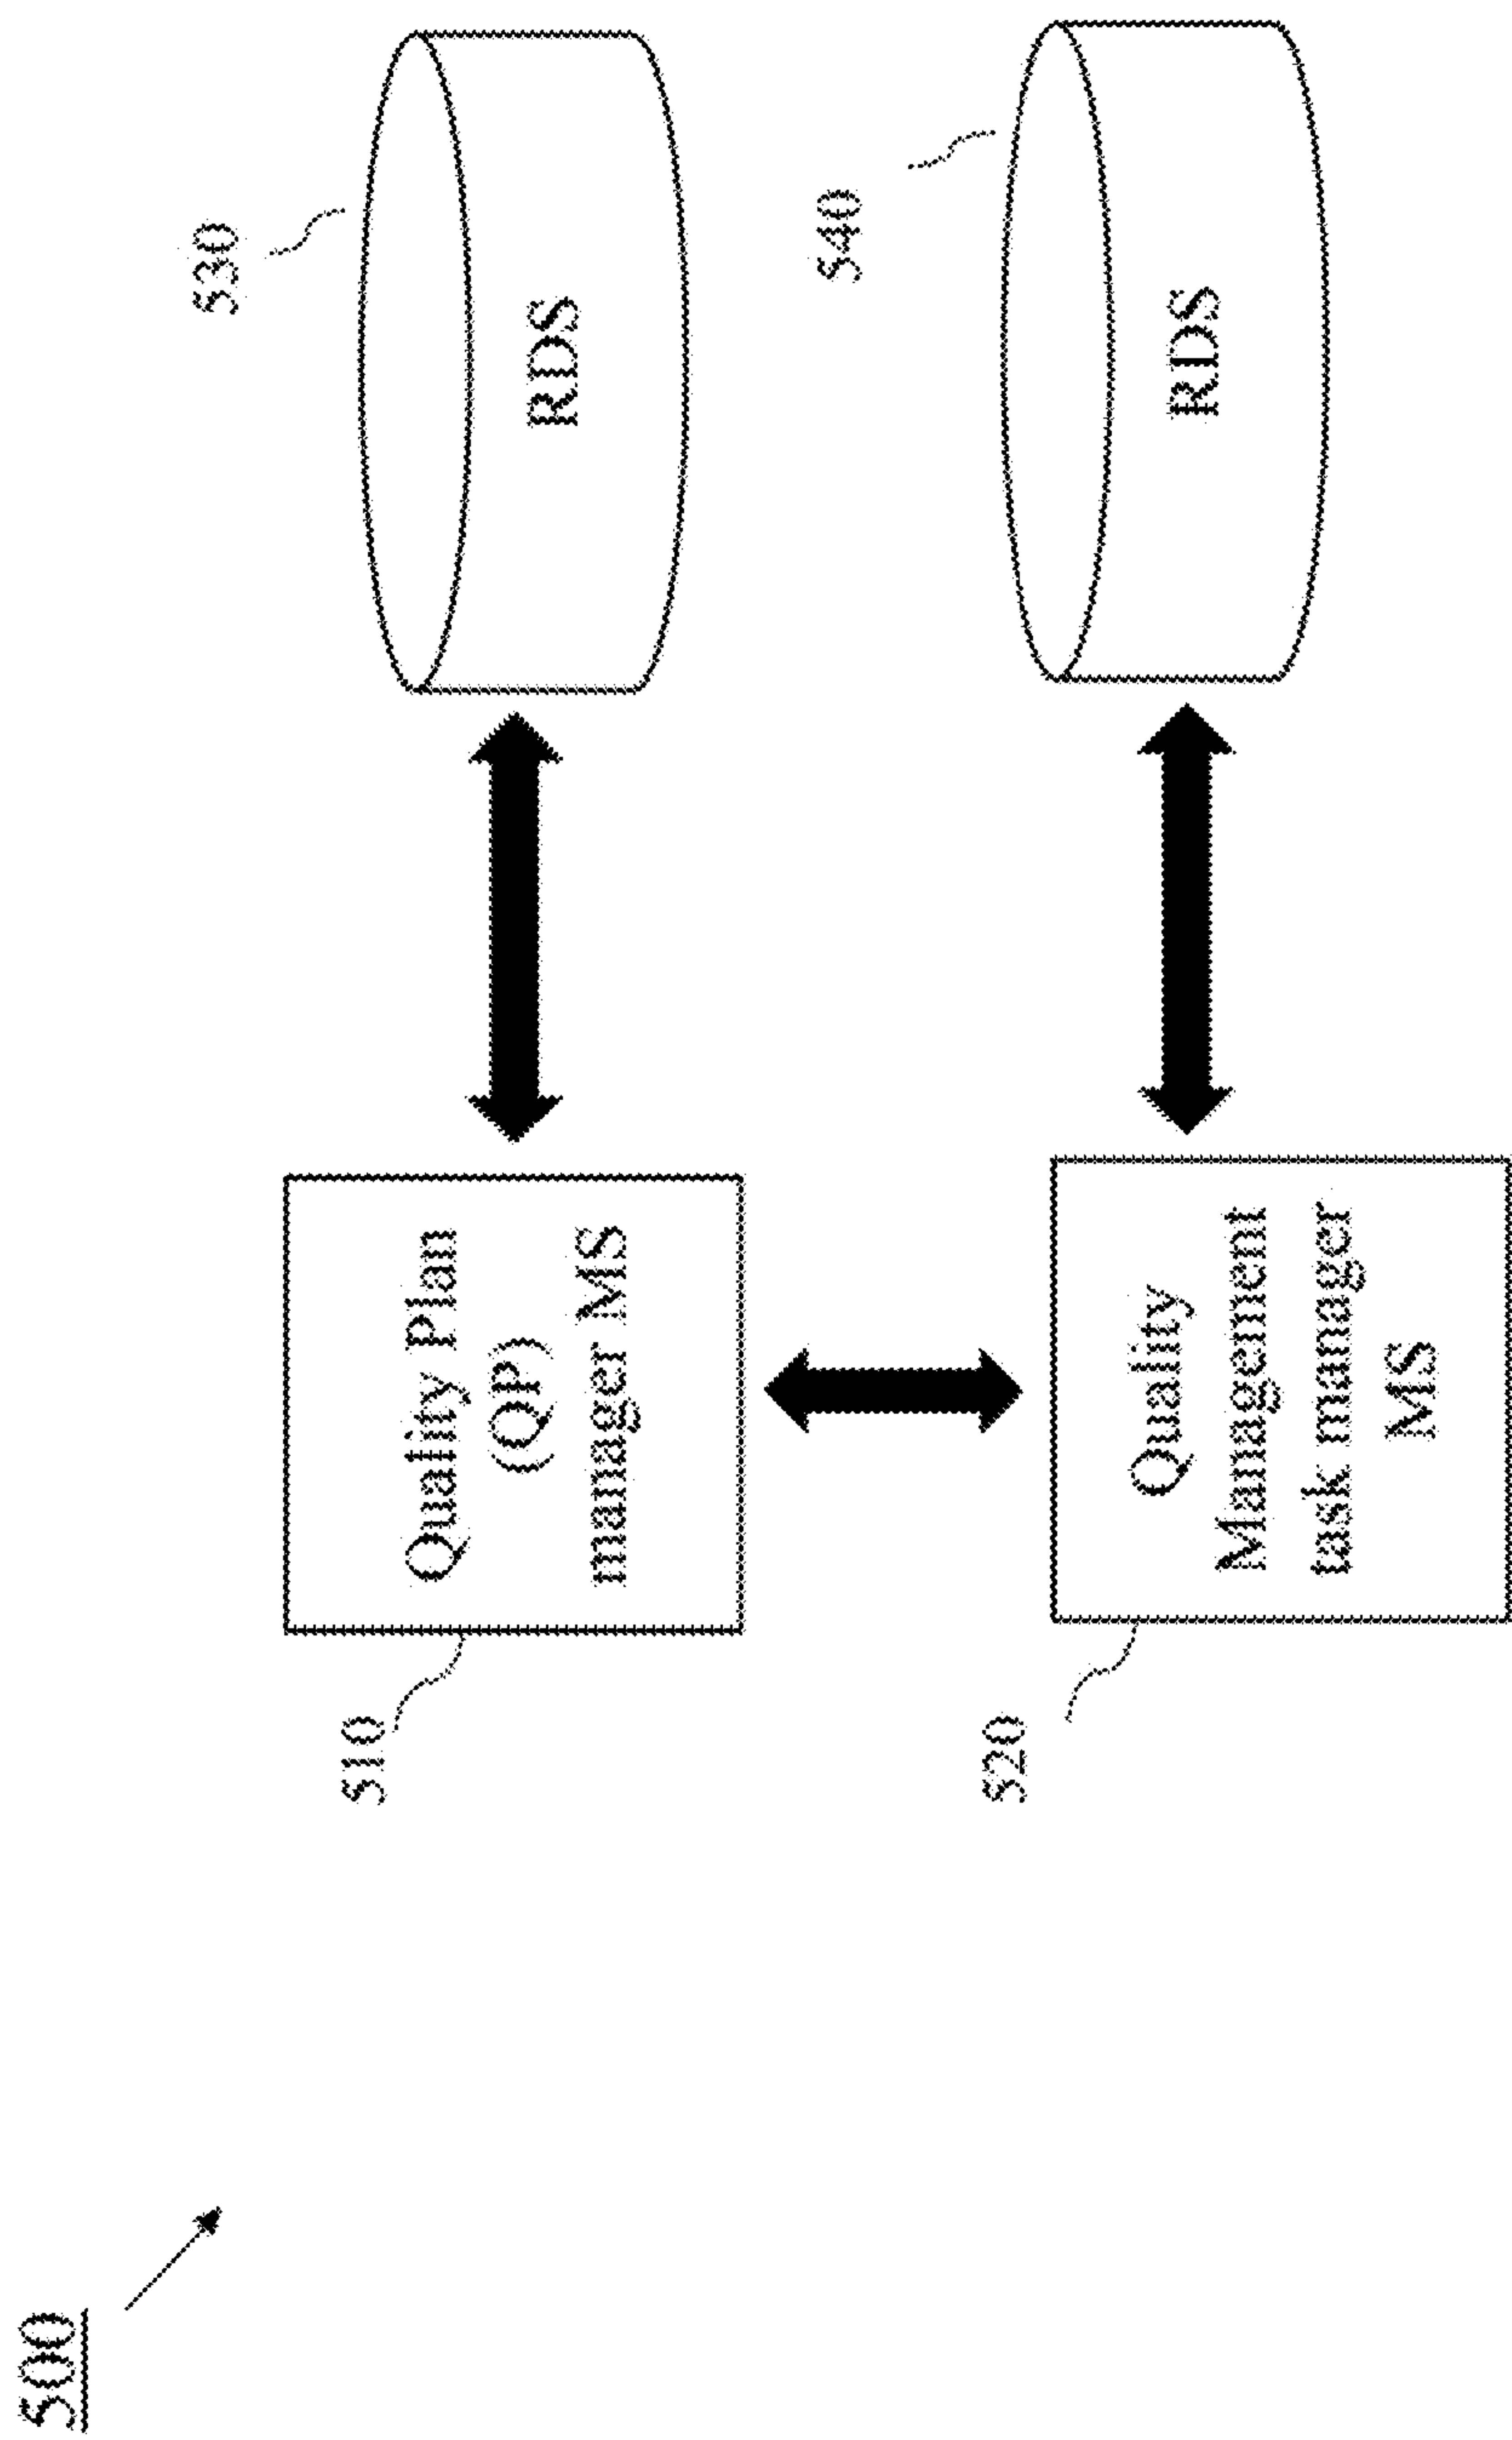 500
510
Quality Plan
(QP)
manager MS
530
RDS
520
Quality
Management
task manager
MS
540
RDS